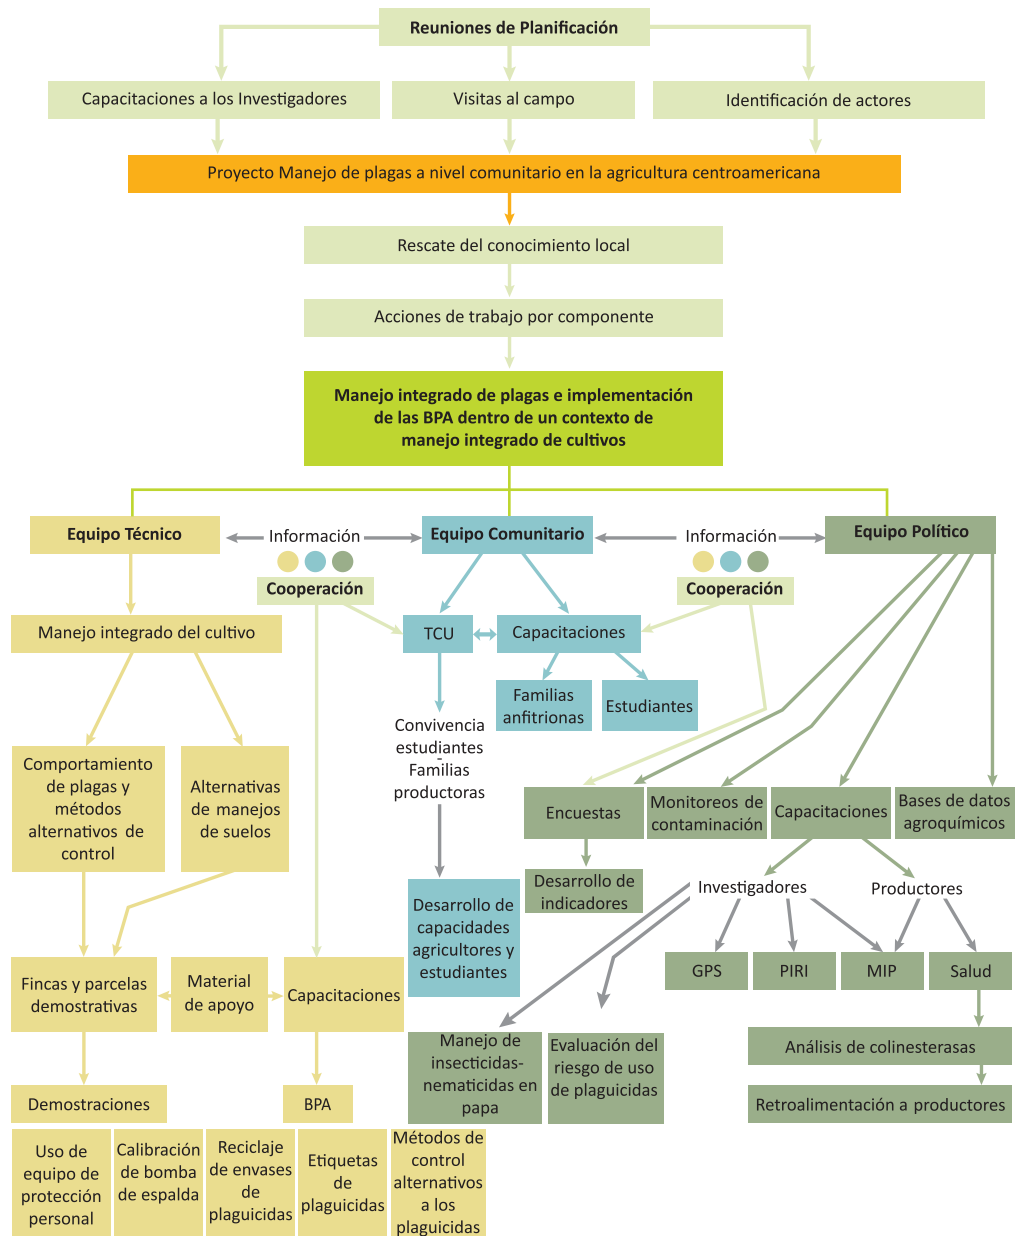 Reuniones de Planificación
Capacitaciones a los Investigadores
Visitas al campo
Identificación de actores
Proyecto Manejo de plagas a nivel comunitario en la agricultura centroamericana
Rescate del conocimiento local
Acciones de trabajo por componente
Manejo integrado de plagas e implementación
de las BPA dentro de un contexto de
manejo integrado de cultivos
Equipo Técnico
Información
Cooperación
Equipo Comunitario
Información
Cooperación
Equipo Político
Manejo integrado del cultivo
TCU
Capacitaciones
Familias
anfitrionas
Estudiantes
Convivencia
estudiantes
-
Familias
productoras
Comportamiento
de plagas y
métodos
alternativos de
control
Alternativas
de manejos
de suelos
Encuestas
Monitoreos de
contaminación
Capacitaciones
Bases de datos
agroquímicos
Desarrollo de
indicadores
Investigadores
Productores
Desarrollo de
capacidades
agricultores y
estudiantes
GPS
PIRI
MIP
Salud
Fincas y parcelas
demostrativas
Material
de apoyo
Capacitaciones
Manejo de
insecticidas-
nematicidas en
papa
Evaluación del
riesgo de uso
de plaguicidas
Análisis de colinesterasas
Retroalimentación a productores
Demostraciones
BPA
Uso de
equipo de
protección
personal
Calibración
de bomba
de espalda
Reciclaje
de envases
de
plaguicidas
Etiquetas
de
plaguicidas
Métodos de
control
alternativos
a los
plaguicidas